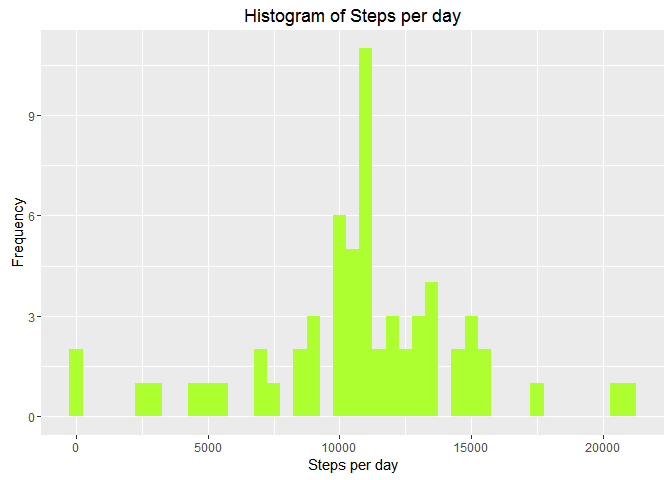 Histogram of Steps per day
Frequency
9
6
3
0
0 5000 10000 15000 20000
Steps per day